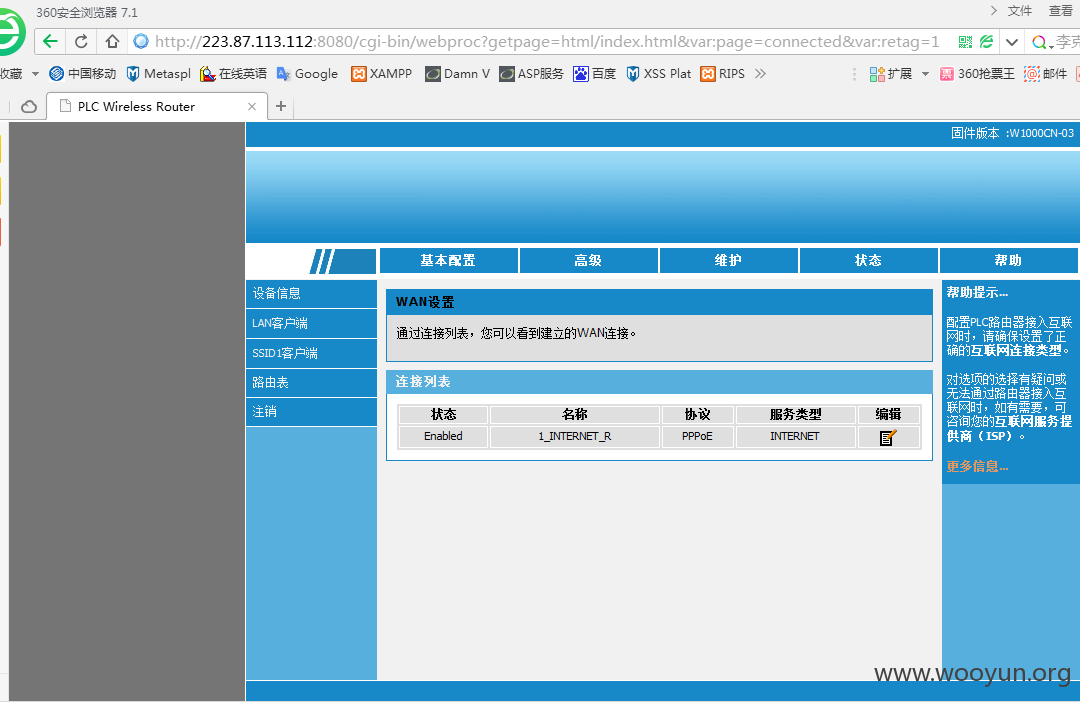 360安全浏览器 7.1
文件 查看
http://223.87.113.112:8080/cgi-bin/webproc?getpage=html/index.html&var:page=connected&var:retag=1
李克
收藏 中国移动 Metaspl 在线英语 Google XAMPP Damn V ASP服务 百度 XSS Plat RIPS 扩展 360抢票王 邮件
PLC Wireless Router
固件版本 :W1000CN-03
基本配置 高级 维护 状态 帮助
设备信息
LAN客户端
SSID1客户端
路由表
注销
WAN设置
通过连接列表，您可以看到建立的WAN连接。
连接列表
状态 名称 协议 服务类型 编辑
Enabled 1_INTERNET_R PPPoE INTERNET
帮助提示...
配置PLC路由器接入互联
网时，请确保设置了正
确的互联网连接类型。
对选项的选择有疑问或
无法通过路由器接入互
联网时，如有需要，可
咨询您的互联网服务提
供商（ISP）。
更多信息...
www.wooyun.org